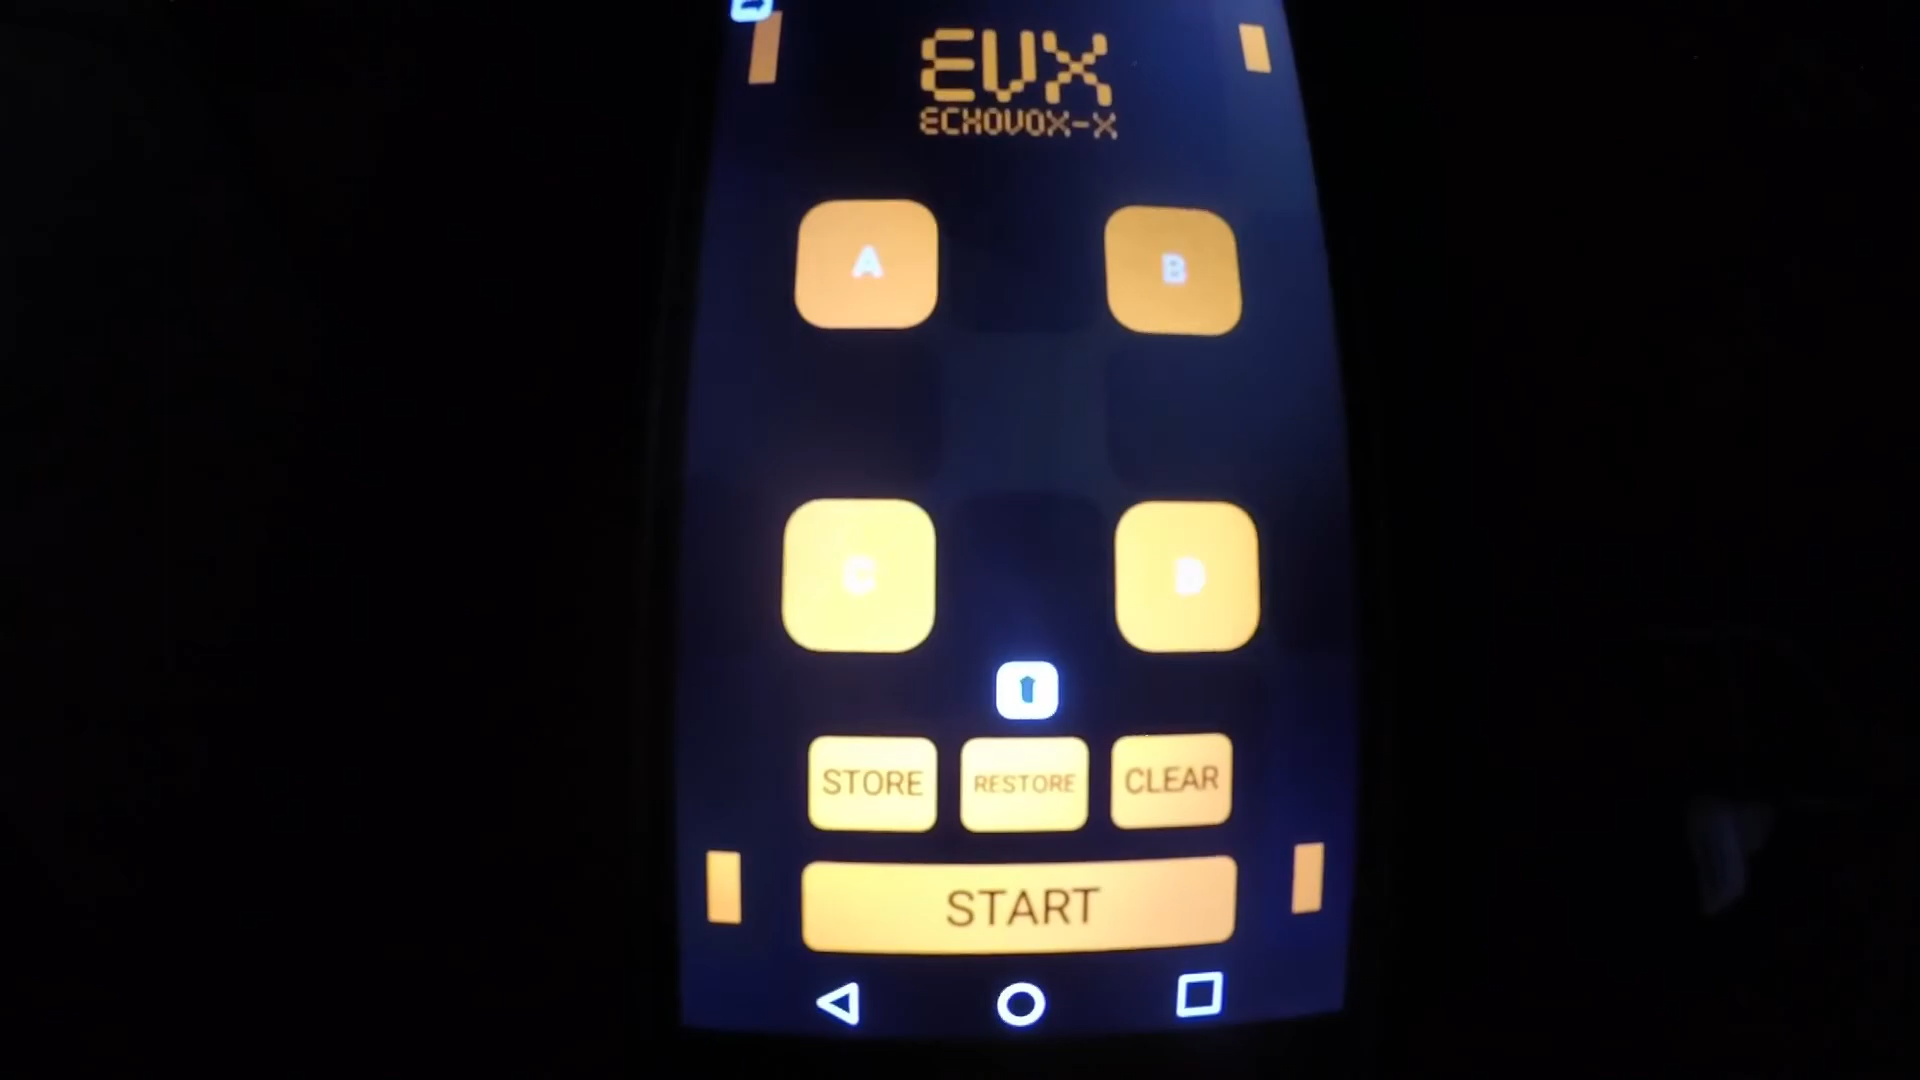 EVX
ECHOVOX-X
A
B
C
D
STORE
RESTORE
CLEAR
START